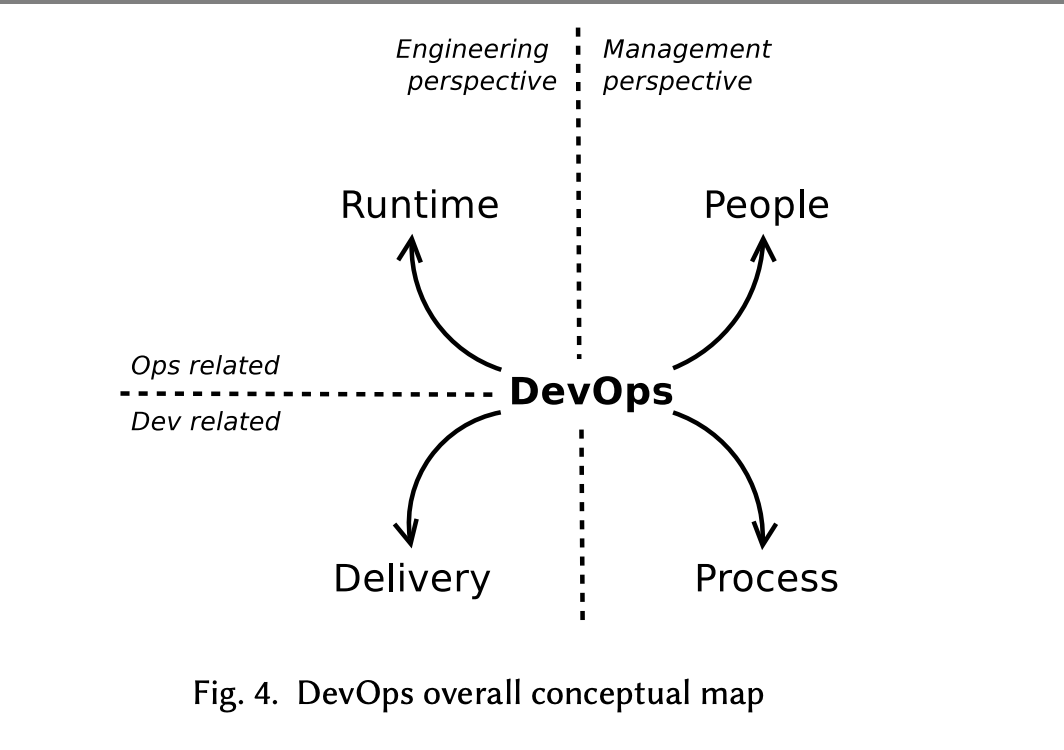 Engineering
perspective
Management
perspective
Runtime
People
Ops related
DevOps
Dev related
Delivery
Process
Fig. 4. DevOps overall conceptual map